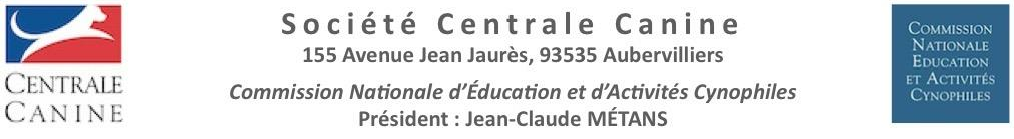 CENTRALE
CANINE
Société Centrale Canine
155 Avenue Jean Jaurès, 93535 Aubervilliers
Commission Nationale d’Éducation et d’Activités Cynophiles
Président : Jean-Claude MÉTANS
COMMISSION
NATIONALE
EDUCATION
ET ACTIVITÉS
CYNOPHILES